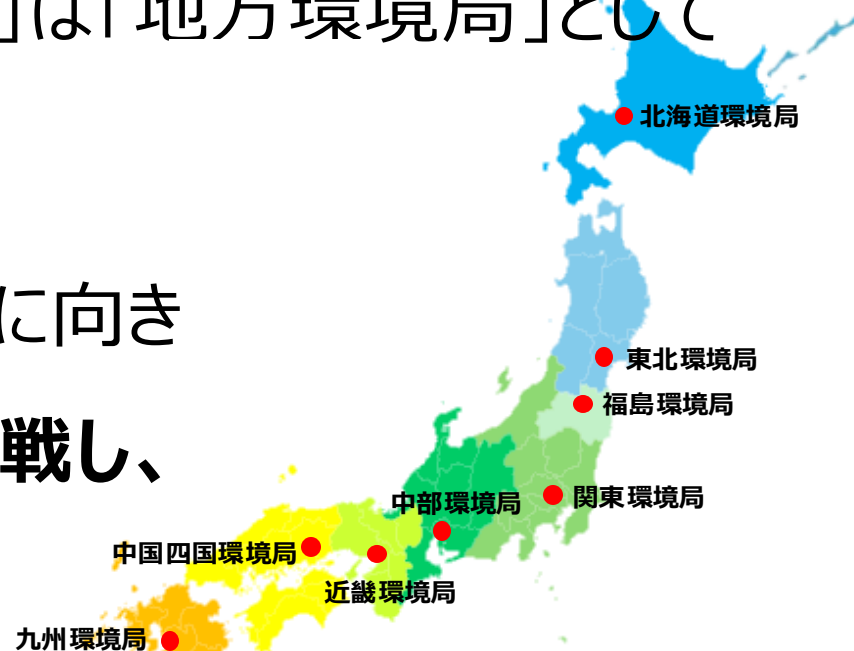 」は「地方環境局」として
北海道環境局
に向き
東北環境局
福島環境局
戦し、
関東環境局
中部環境局
中国四国環境局
近畿環境局
九州環境局